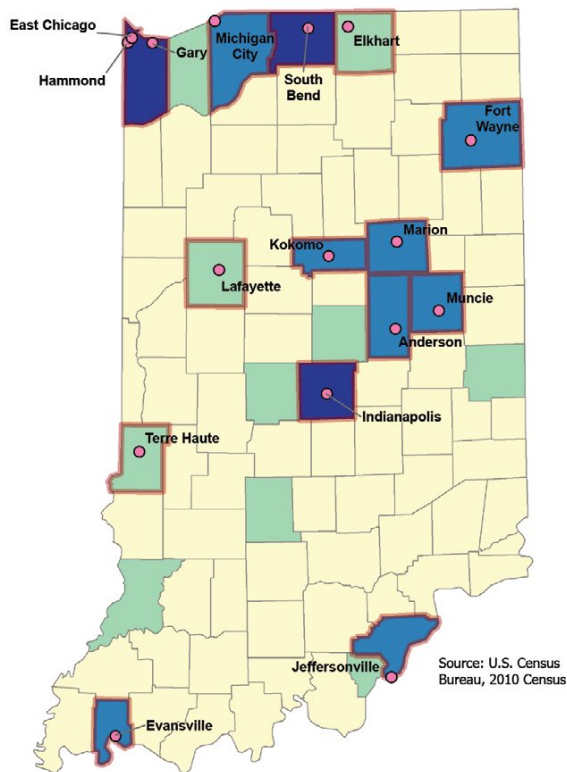 East Chicago
Gary
Hammond
Michigan
City
South
Bend
Elkhart
Fort
Wayne
Marion
Kokomo
Lafayette
Muncie
Anderson
Indianapolis
Terre Haute
Jeffersonville
Source: U.S. Census
Bureau, 2010 Census
Evansville